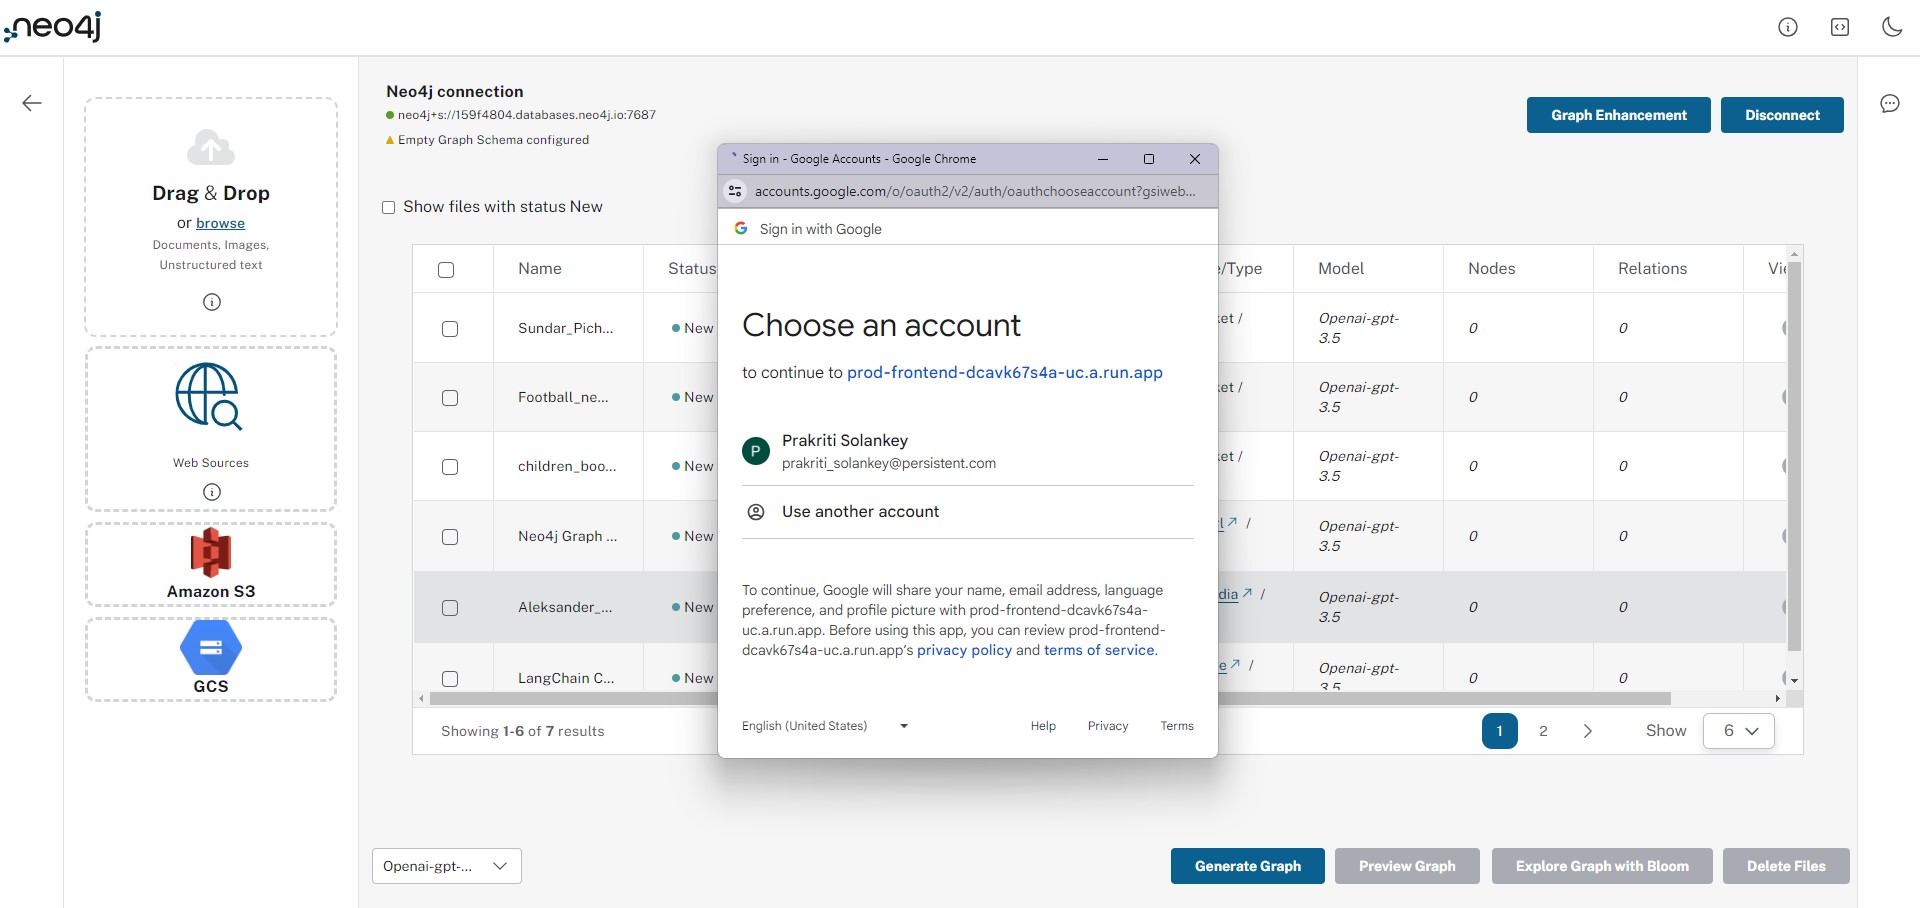 neo4j
Drag & Drop
or browse
Documents, Images,
Unstructured text
Web Sources
Amazon S3
GCS
Neo4j connection
neo4j+s://159f4804.databases.neo4j.io:7687
Empty Graph Schema configured
Graph Enhancement
Disconnect
Show files with status New
Name Status /Type Model Nodes Relations
Sundar_Pich... New ket / Openai-gpt-
3.5 0 0
Football_ne... New ket / Openai-gpt-
3.5 0 0
children_boo... New ket / Openai-gpt-
3.5 0 0
Neo4j Graph ... New / Openai-gpt-
3.5 0 0
Aleksander_... New dia / Openai-gpt-
3.5 0 0
LangChain C... New e / Openai-gpt-
3.5 0 0
Showing 1-6 of 7 results
1 2 Show 6
Openai-gpt-...
Generate Graph
Preview Graph
Explore Graph with Bloom
Delete Files
Sign in - Google Accounts - Google Chrome
accounts.google.com/o/oauth2/v2/auth/oauthchooseaccount?gsiweb...
Sign in with Google
Choose an account
to continue to prod-frontend-dcavk67s4a-uc.a.run.app
P
Prakriti Solankey
prakriti_solankey@persistent.com
Use another account
To continue, Google will share your name, email address, language
preference, and profile picture with prod-frontend-dcavk67s4a-
uc.a.run.app. Before using this app, you can review prod-frontend-
dcavk67s4a-uc.a.run.app's privacy policy and terms of service.
English (United States)
Help Privacy Terms